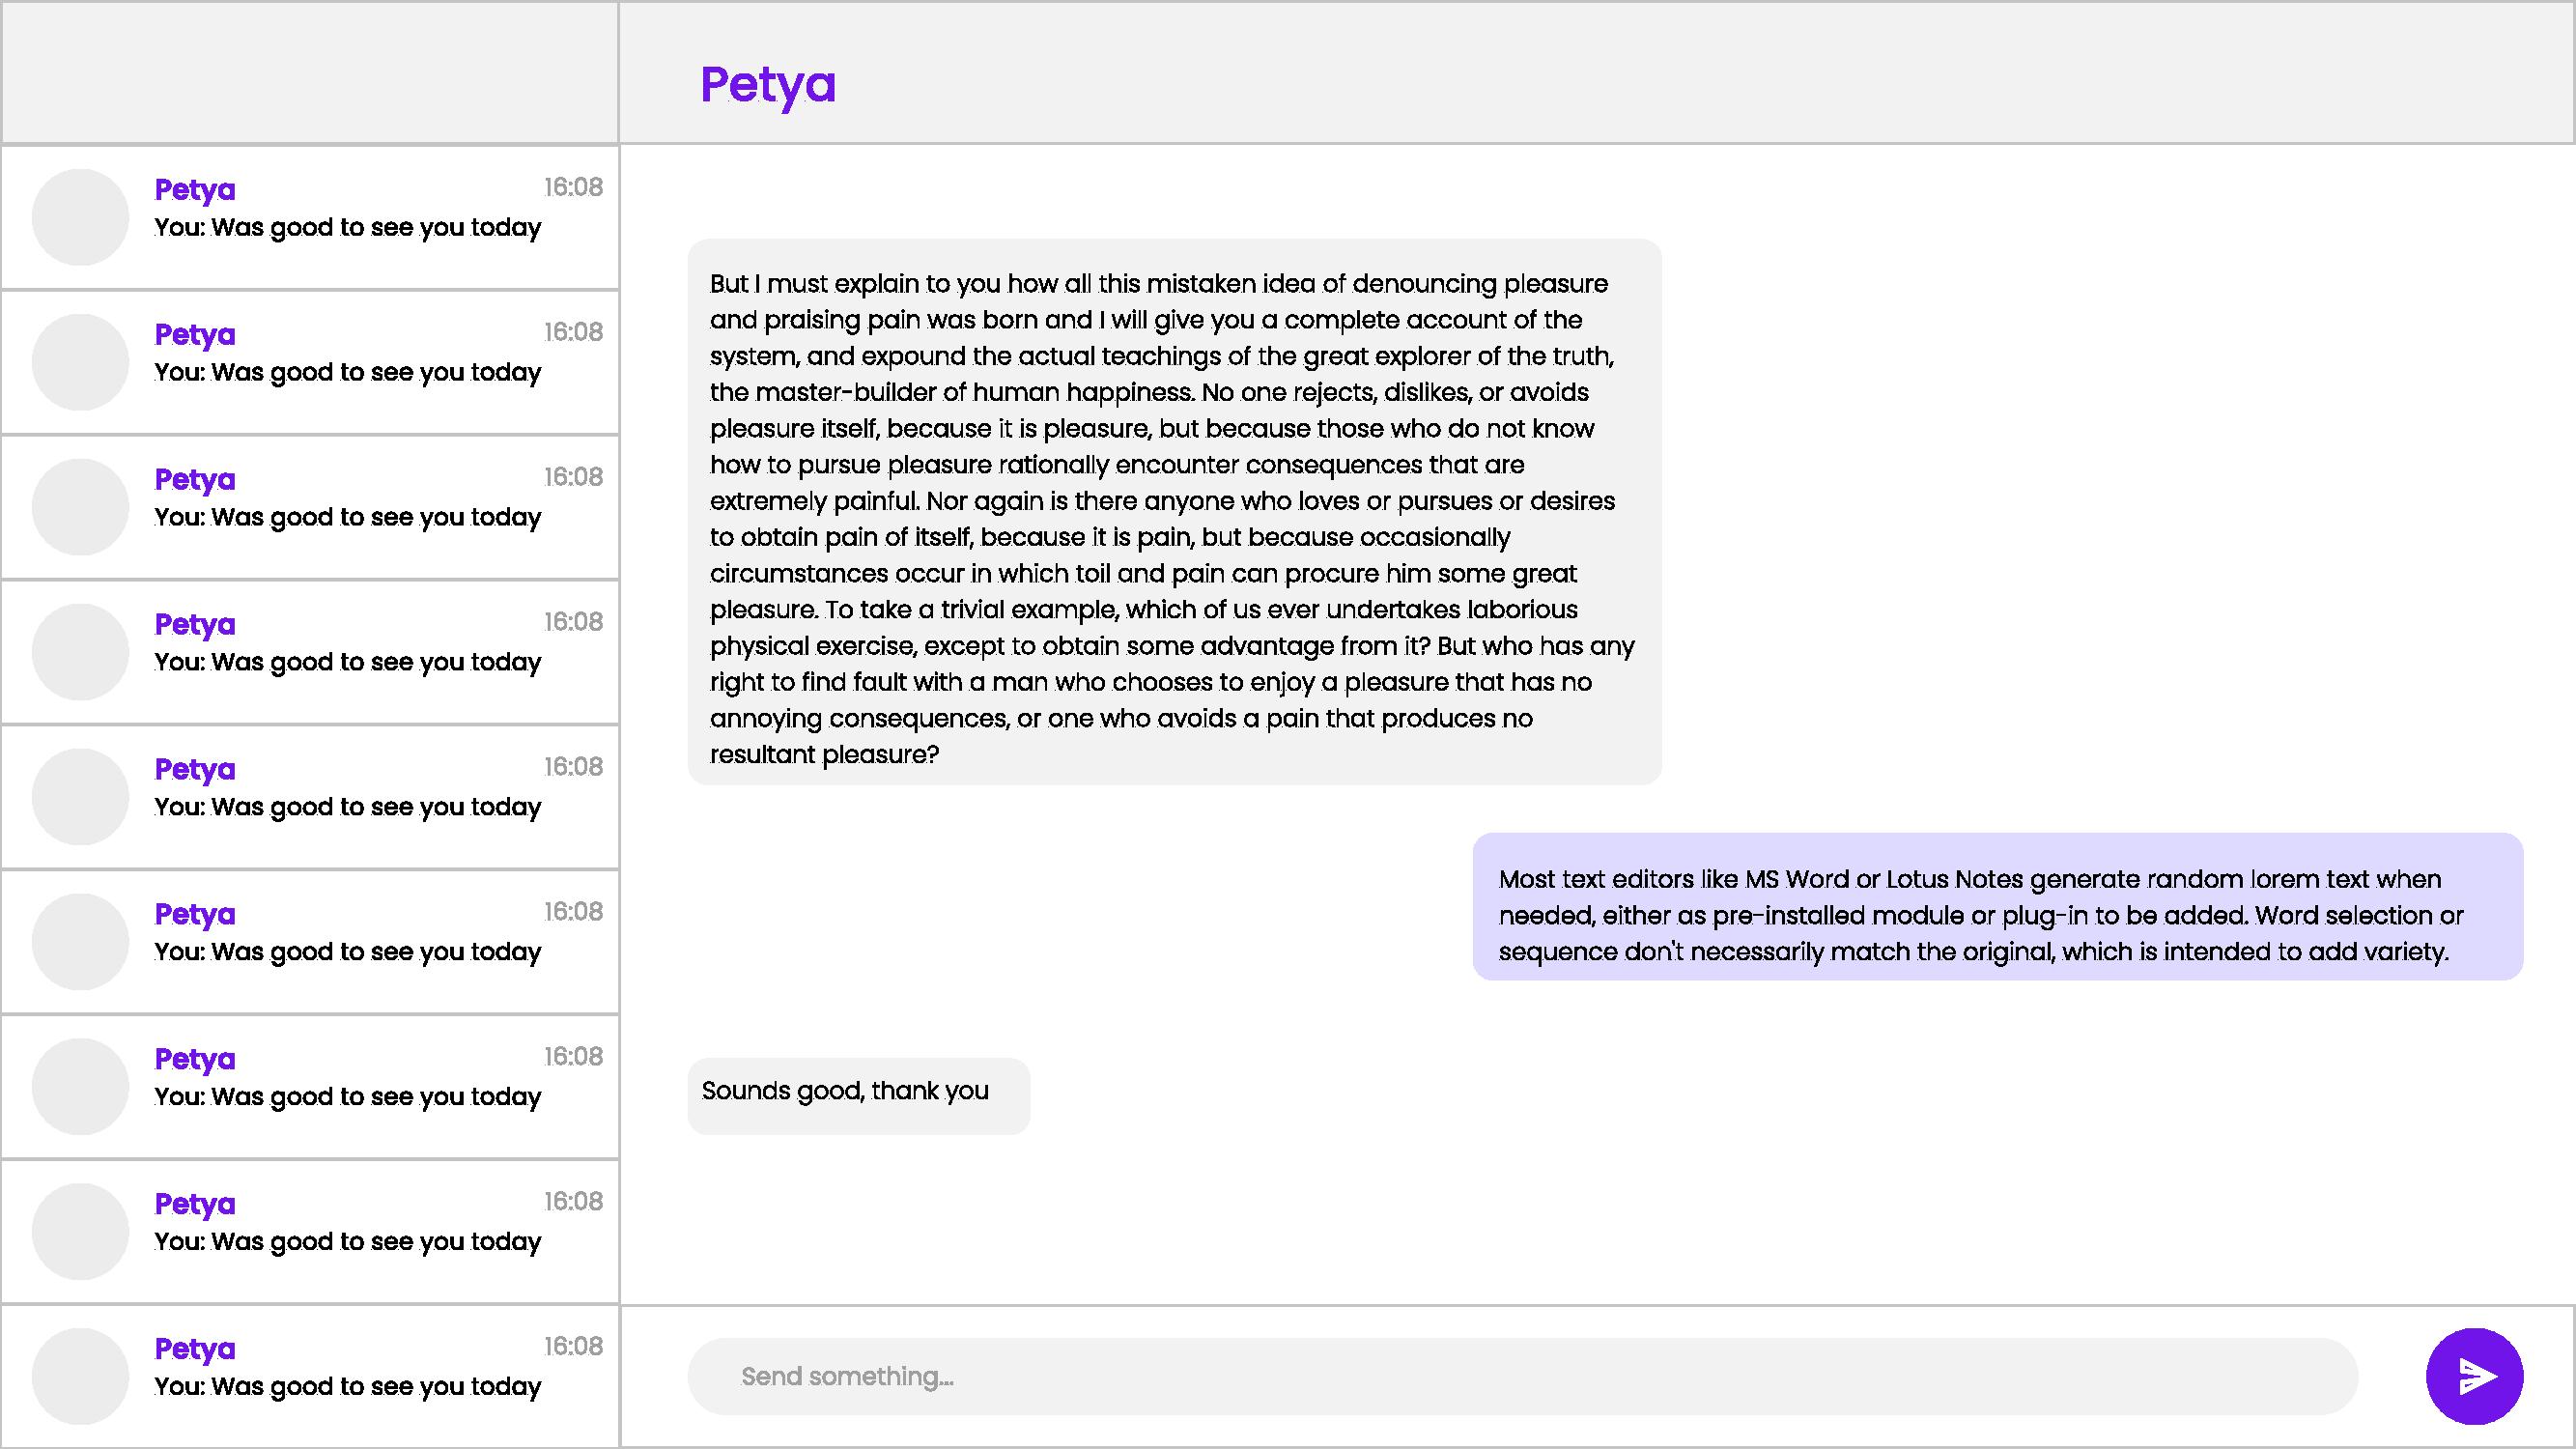 Petya
Petya
16:08
You: Was good to see you today
Petya
16:08
You: Was good to see you today
Petya
16:08
You: Was good to see you today
Petya
16:08
You: Was good to see you today
Petya
16:08
You: Was good to see you today
Petya
16:08
You: Was good to see you today
Petya
16:08
You: Was good to see you today
Petya
16:08
You: Was good to see you today
Petya
16:08
You: Was good to see you today
But I must explain to you how all this mistaken idea of denouncing pleasure
and praising pain was born and I will give you a complete account of the
system, and expound the actual teachings of the great explorer of the truth,
the master-builder of human happiness. No one rejects, dislikes, or avoids
pleasure itself, because it is pleasure, but because those who do not know
how to pursue pleasure rationally encounter consequences that are
extremely painful. Nor again is there anyone who loves or pursues or desires
to obtain pain of itself, because it is pain, but because occasionally
circumstances occur in which toil and pain can procure him some great
pleasure. To take a trivial example, which of us ever undertakes laborious
physical exercise, except to obtain some advantage from it? But who has any
right to find fault with a man who chooses to enjoy a pleasure that has no
annoying consequences, or one who avoids a pain that produces no
resultant pleasure?
Most text editors like MS Word or Lotus Notes generate random lorem text when
needed, either as pre-installed module or plug-in to be added. Word selection or
sequence don't necessarily match the original, which is intended to add variety.
Sounds good, thank you
Send something...